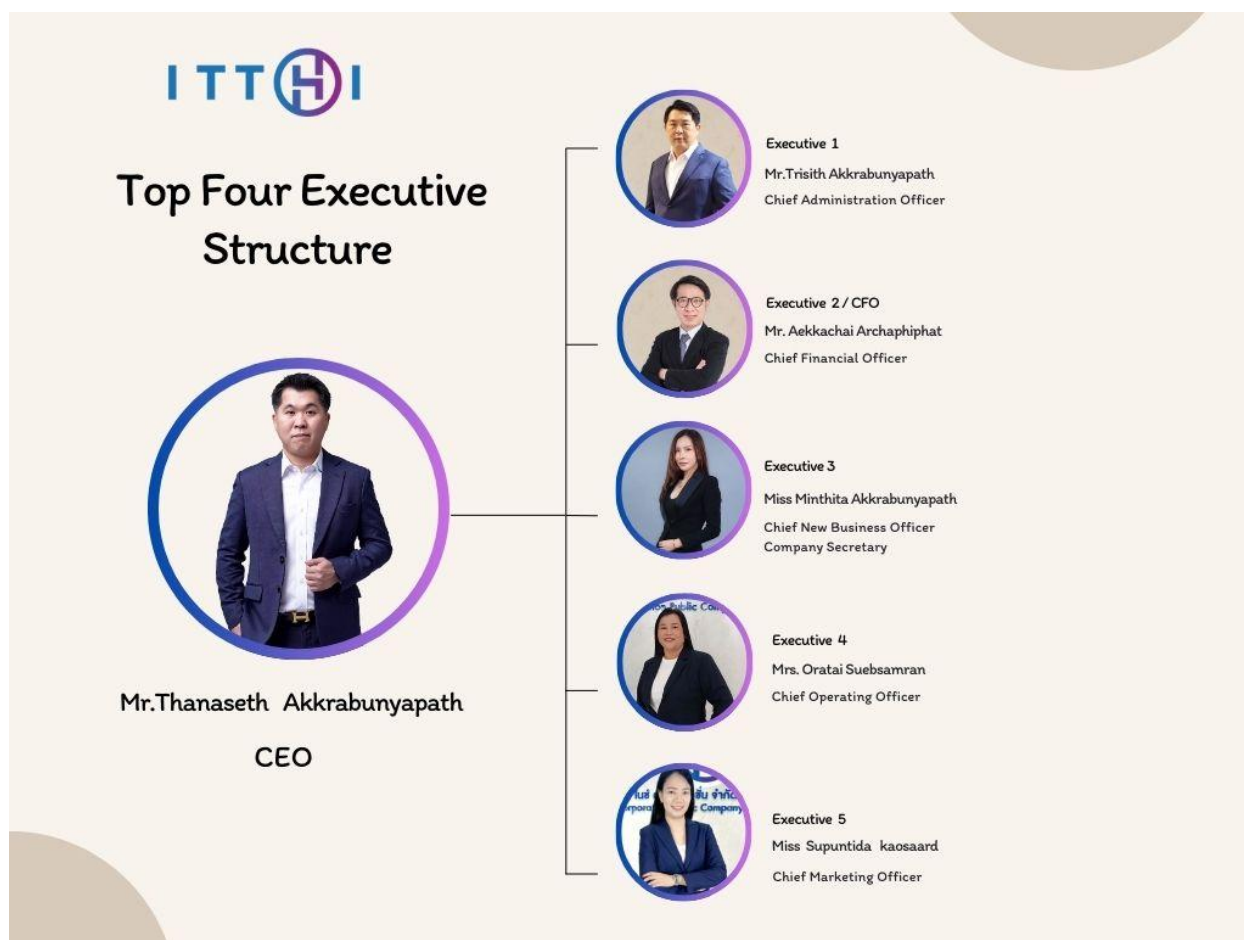 ITTHI
Top Four Executive
Structure
Mr.Thanaseth Akkrabunyapath
CEO
Executive 1
Mr.Trisith Akkrabunyapath
Chief Administration Officer
Executive 2 / CFO
Mr. Aekkachai Archaphiphat
Chief Financial Officer
Executive 3
Miss Minthita Akkrabunyapath
Chief New Business Officer
Company Secretary
Public
Executive 4
Mrs. Oratai Suebsamran
Chief Operating Officer
Company
Executive 5
Miss Supuntida kaosaard
Chief Marketing Officer